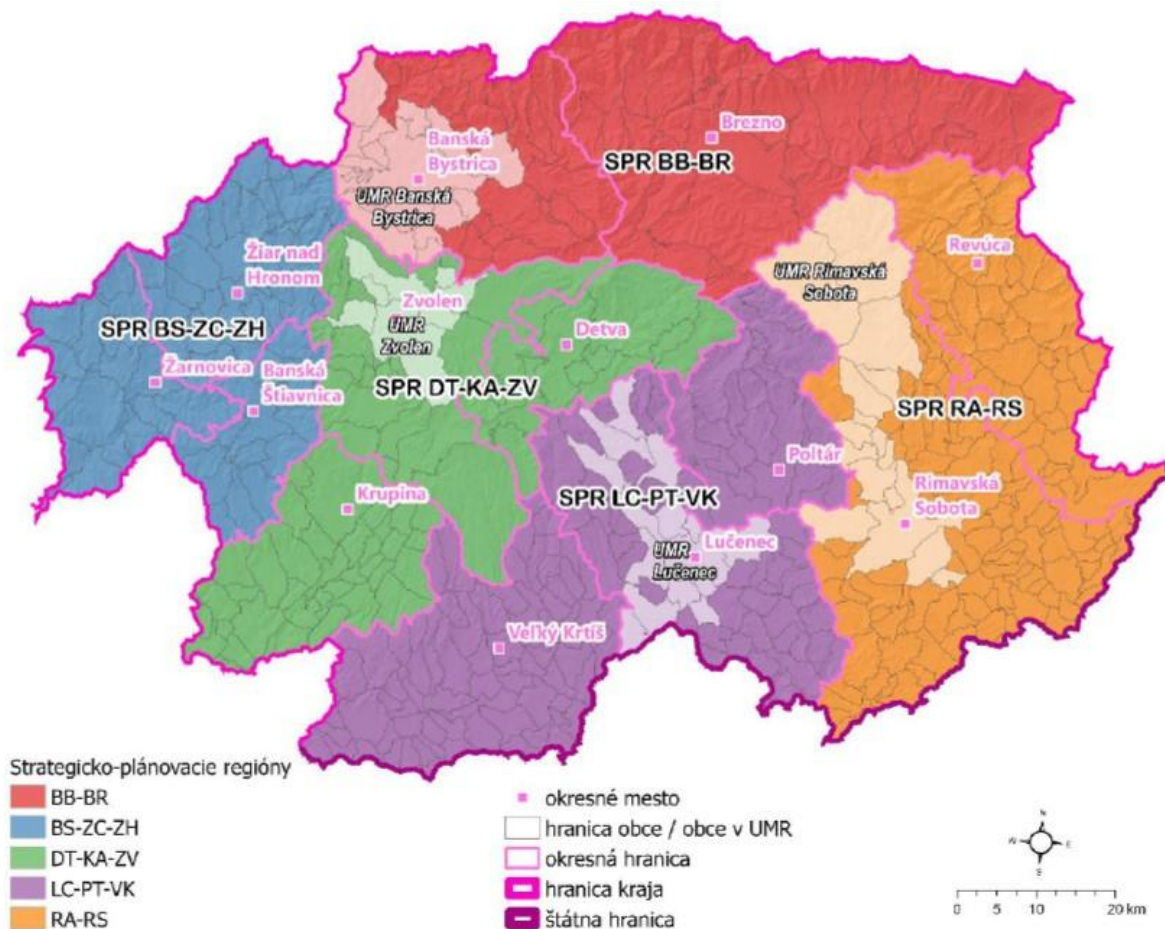 Brezno
Banská
Bystrica
SPR BB-BR
UMR Banská
Bystrica
Revúca
Žiar nad
Hronom
UMR Rimavská
Sobota
Zvolen
UMR
Zvolen
Detva
SPR BS-ZC-ZH
Žarnovica
Banská
Štiavnica
SPR DT-KA-ZV
SPR RA-RS
Poltár
Krupina
SPR LC-PT-VK
Rimavská
Sobota
Lučenec
UMR
Lučenec
Veľký Krtíš
Strategicko-plánovacie regióny
BB-BR
BS-ZC-ZH
DT-KA-ZV
LC-PT-VK
RA-RS
okresné mesto
hranica obce / obce v UMR
okresná hranica
hranica kraja
štátna hranica
N
W E
S
0 5 10 20 km